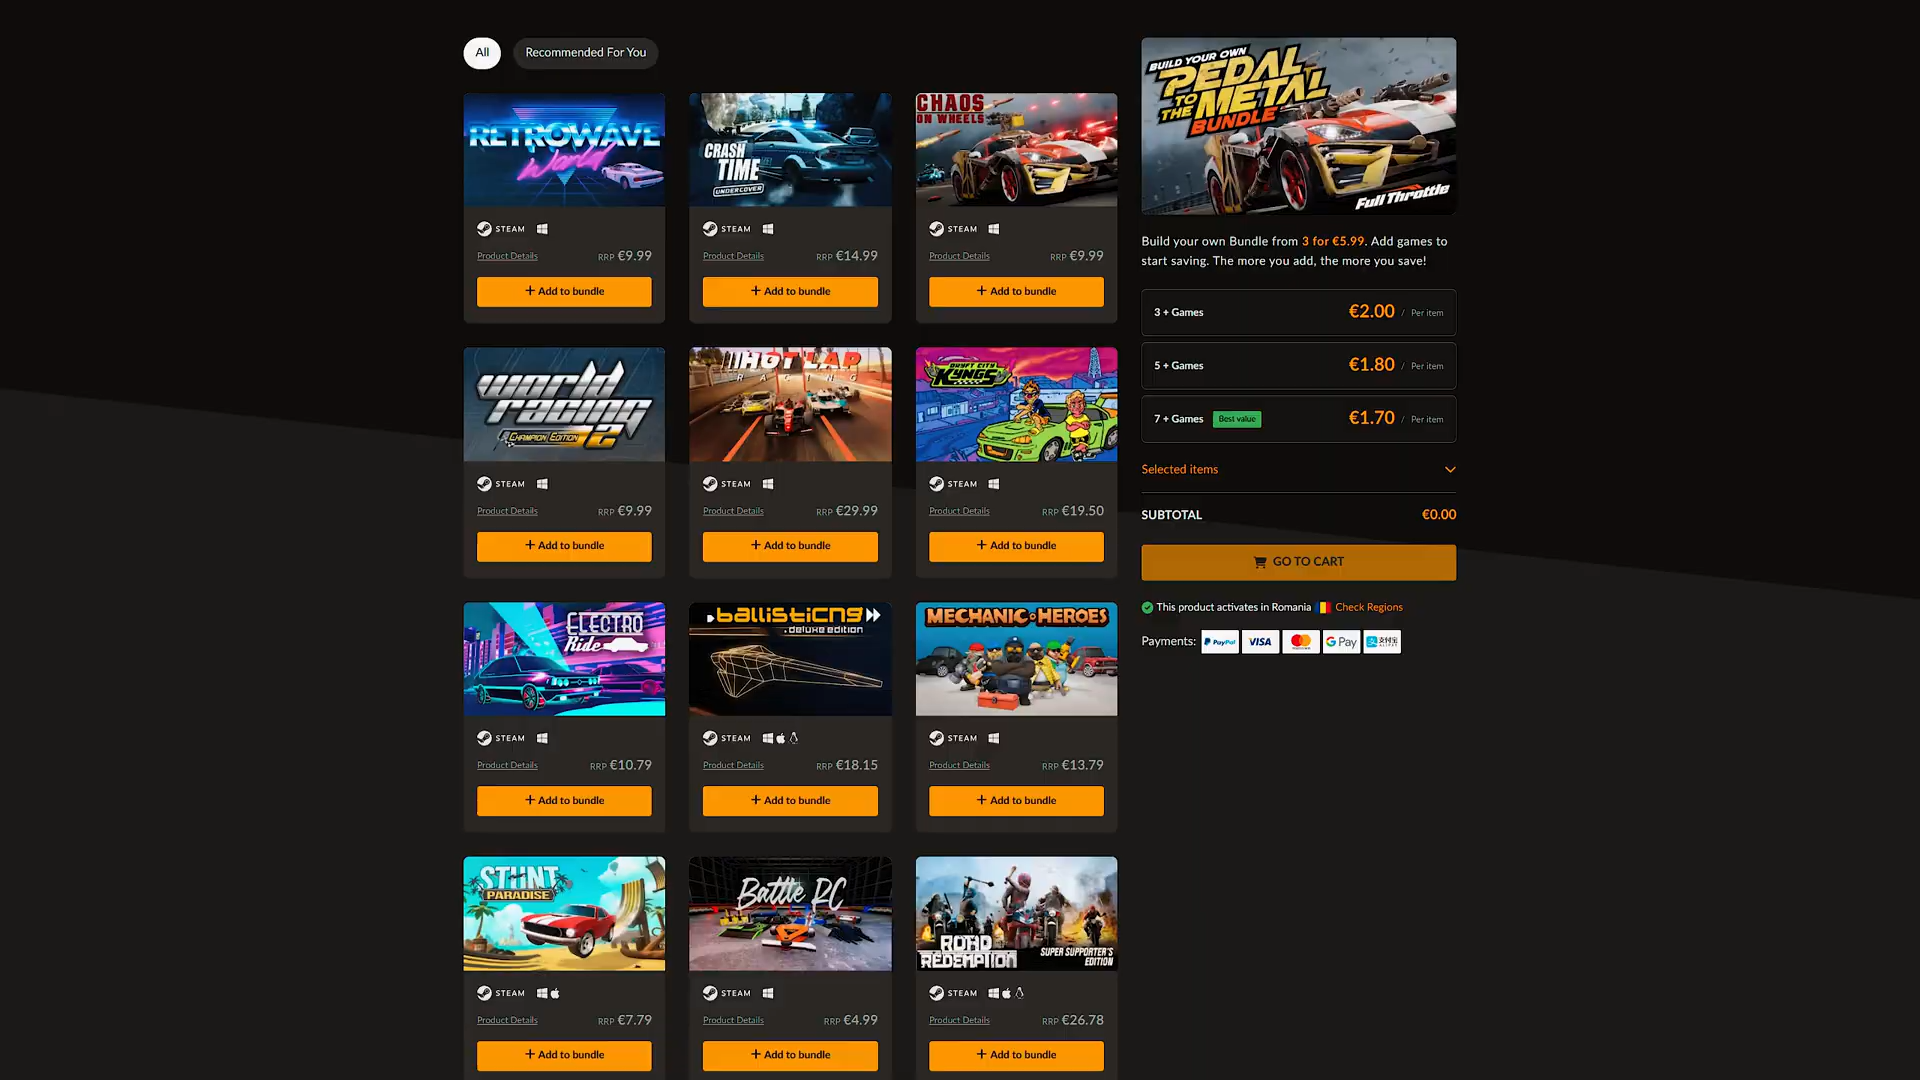 All
Recommended For You
RETROWAVE
World
STEAM
Product Details
RRP €9.99
+ Add to bundle
CRASH
TIME
UNDERCOVER
STEAM
Product Details
RRP €14.99
+ Add to bundle
CHAOS
ON WHEELS
STEAM
Product Details
RRP €9.99
+ Add to bundle
world
racing
CHAMPION EDITION 2
STEAM
Product Details
RRP €9.99
+ Add to bundle
HOT LAP
RACING
STEAM
Product Details
RRP €29.99
+ Add to bundle
DRIFT CITY
KYNGS
STEAM
Product Details
RRP €19.50
+ Add to bundle
ELECTRO
Ride
STEAM
Product Details
RRP €10.79
+ Add to bundle
ballisticng
.deluxe edition
STEAM
Product Details
RRP €18.15
+ Add to bundle
MECHANIC HEROES
STEAM
Product Details
RRP €13.79
+ Add to bundle
STUNT
PARADISE
STEAM
Product Details
RRP €7.79
+ Add to bundle
Battle RC
STEAM
Product Details
RRP €4.99
+ Add to bundle
ROAD
REDEMPTION
SUPER SUPPORTER'S
EDITION
STEAM
Product Details
RRP €26.78
+ Add to bundle
BUILD YOUR OWN
PEDAL
TO THE METAL
BUNDLE
Full Throttle
Build your own Bundle from 3 for €5.99. Add games to
start saving. The more you add, the more you save!
3 + Games €2.00 / Per item
5 + Games €1.80 / Per item
7 + Games Best value €1.70 / Per item
Selected items
SUBTOTAL €0.00
GO TO CART
This product activates in Romania Check Regions
Payments: PayPal VISA G Pay 支付宝